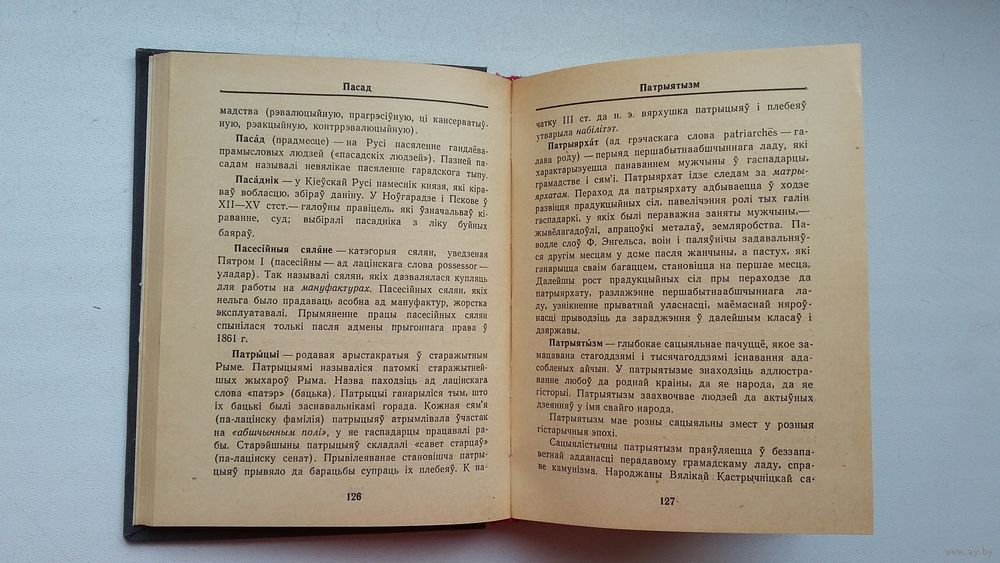 Пасад
мадства (рэвалюцыйную, прагрэсіўную, ці кансерватыў-
ную, рэакцыйную, контррэвалюцыйную).
Паса́д (прадмесце) — на Русі пасяленне гандлёва-
прамысловых людзей («пасадскіх людзей»). Пазней па-
садам называлі невялікае пасяленне гарадскога тыпу.
Паса́днік — у Кіеўскай Русі намеснік князя, які кіра-
ваў вобласцю, збіраў даніну. У Ноўгарадзе і Пскове ў
XII—XV стст.— галоўны правіцель, які ўзначальваў кі-
раванне, суд; выбіралі пасадніка з ліку буйных
баяраў.
Пасесі́йныя сяля́не — катэгорыя сялян, уведзеная
Пятром І (пасесійны — ад лацінскага слова possessor —
уладар). Так называлі сялян, якіх дазвалялася купляць
для работы на мануфактурах. Пасесійных сялян, якіх
нельга было прадаваць асобна ад мануфактур, жорстка
эксплуатавалі. Прымяненне працы пасесійных сялян
спынілася толькі пасля адмены прыгоннага права ў
1861 г.
Патры́цыі — родавая арыстакратыя ў старажытным
Рыме. Патрыцыямі называліся патомкі старажытней-
шых жыхароў Рыма. Назва паходзіць ад лацінскага
слова «патэр» (бацька). Патрыцыі ганарыліся тым, што
іх бацькі былі заснавальнікамі горада. Кожная сям'я
(па-лацінску фамілія) патрыцыяў атрымлівала ўчастак
на «абшчынным полі», у яе гаспадарцы працавалі ра-
бы. Старэйшыны патрыцыяў складалі «савет старцаў»
(па-лацінску сенат). Прывілеяванае становішча патры-
цыяў прывяло да барацьбы супраць іх плебеяў. К па-
126
Патрыятызм
чатку III ст. да н. э. вярхушка патрыцыяў і плебеяў
утварыла набілітэт.
Патрыярха́т (ад грэчаскага слова patriarchēs — га-
лава роду) — перыяд першабытнаабшчыннага ладу, які
характарызуецца панаваннем мужчыны ў гаспадарцы,
грамадстве і сям'і. Патрыярхат ідзе следам за матры-
ярхатам. Пераход да патрыярхату адбываецца ў ходзе
развіцця прадукцыйных сіл, павелічэння ролі тых галін
гаспадаркі, у якіх былі пераважна заняты мужчыны,—
жывёлагадоўлі, апрацоўкі металаў, земляробства. Па-
водле слоў Ф. Энгельса, воін і паляўнічы задавальняў-
ся другім месцам у доме пасля жанчыны, а пастух, які
ганарыцца сваім багаццем, становіцца на першае месца.
Далейшы рост прадукцыйных сіл пры пераходзе да
патрыярхату, разлажэнне першабытнаабшчыннага ла-
ду, узнікненне прыватнай уласнасці, маёмаснай няроў-
насці прыводзіць да зараджэння ў далейшым класаў і
дзяржавы.
Патрыяты́зм — глыбокае сацыяльнае пачуццё, якое за-
мацавана стагоддзямі і тысячагоддзямі існавання ада-
собленых айчын. У патрыятызме знаходзіць адлюстра-
ванне любоў да роднай краіны, да яе народа, да яе
гісторыі. Патрыятызм заахвочвае людзей да актыўных
дзеянняў у імя свайго народа.
Патрыятызм мае розны сацыяльны змест у розныя
гістарычныя эпохі.
Сацыялістычны патрыятызм праяўляецца ў беззапа-
ветнай адданасці перадавому грамадскаму ладу, спра-
ве камунізма. Народжаны Вялікай Кастрычніцкай са-
127
www.ay.by